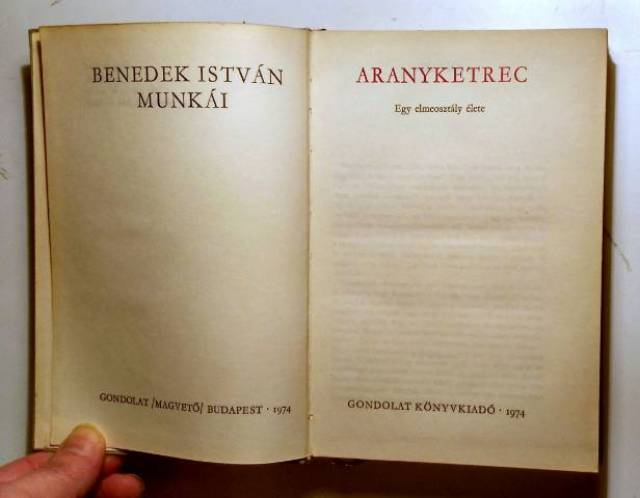 BENEDEK ISTVÁN
MUNKÁI
GONDOLAT /MAGVETŐ/ BUDAPEST · 1974
ARANYKETREC
Egy elmeosztály élete
GONDOLAT KÖNYVKIADÓ · 1974